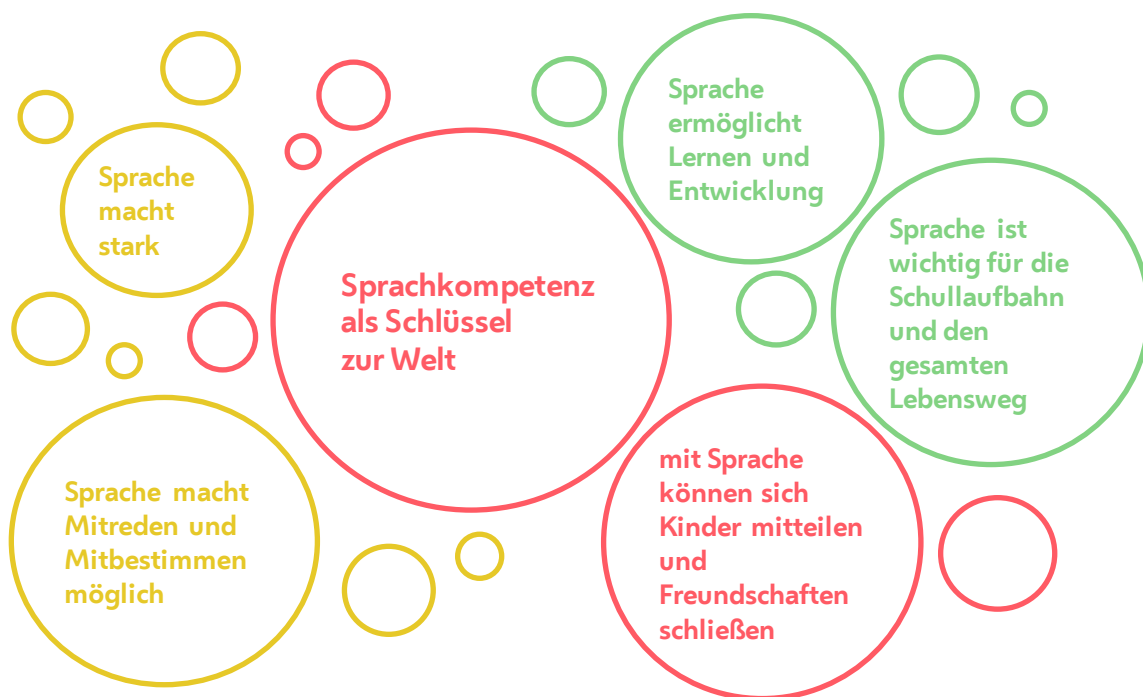 Sprache
macht
stark
Sprachkompetenz
als Schlüssel
zur Welt
Sprache
ermöglicht
Lernen und
Entwicklung
Sprache ist
wichtig für die
Schullaufbahn
und den
gesamten
Lebensweg
Sprache macht
Mitreden und
Mitbestimmen
möglich
mit Sprache
können sich
Kinder mitteilen
und
Freundschaften
schließen